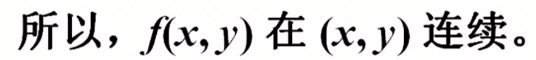 所以，f(x, y) 在 (x, y) 连续。